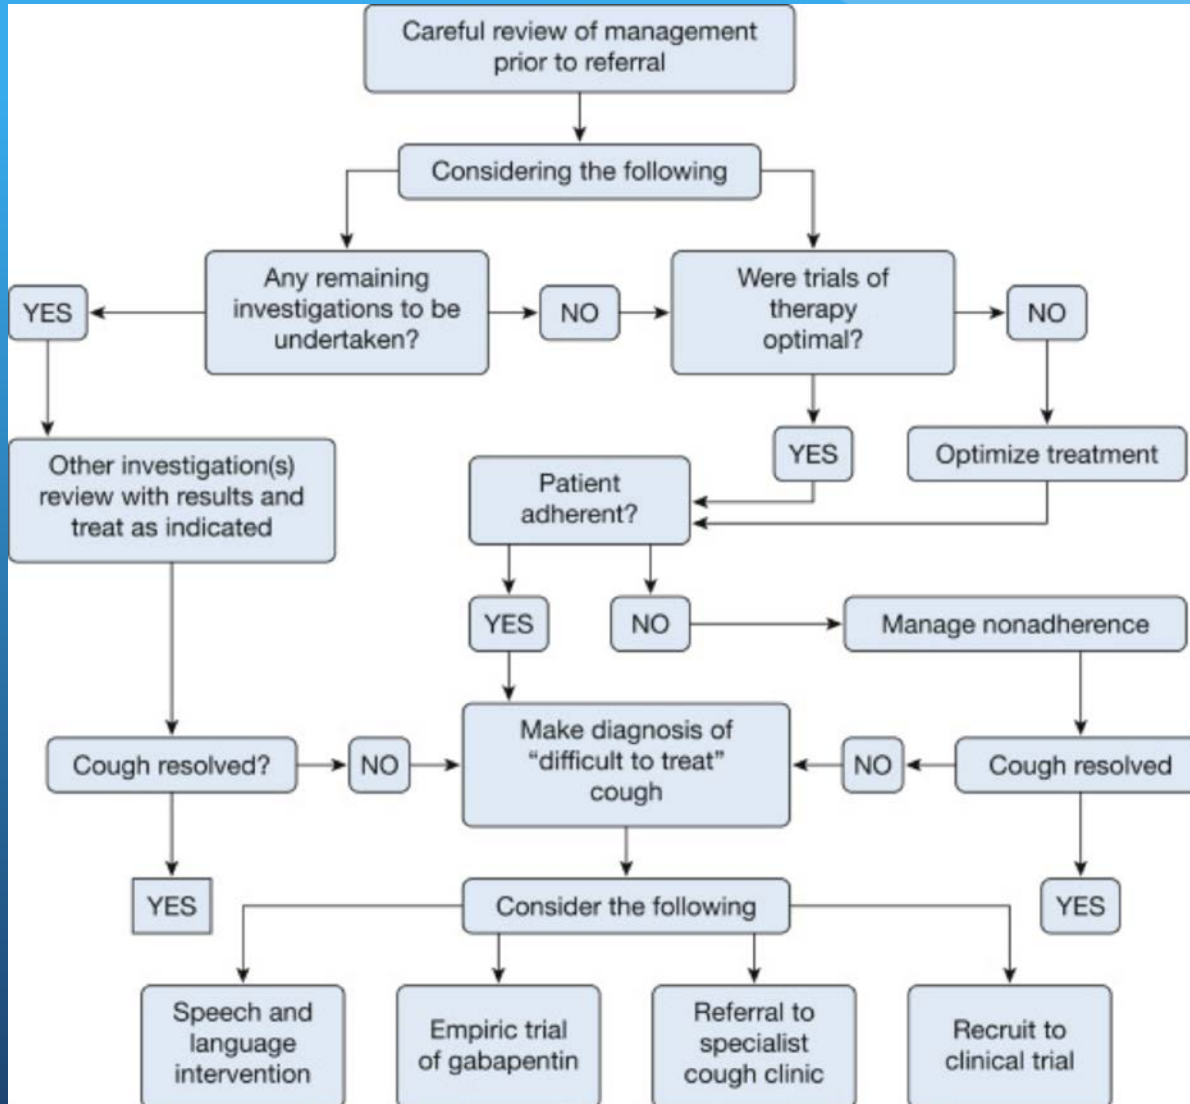 Careful review of management
prior to referral
Considering the following
Any remaining
investigations to be
undertaken?
Were trials of
therapy
optimal?
YES
NO
NO
Other investigation(s)
review with results and
treat as indicated
YES
Optimize treatment
Patient
adherent?
YES
NO
Manage nonadherence
Make diagnosis of
“difficult to treat”
cough
Cough resolved?
NO
NO
Cough resolved
YES
Consider the following
YES
Speech and
language
intervention
Empiric trial
of gabapentin
Referral to
specialist
cough clinic
Recruit to
clinical trial